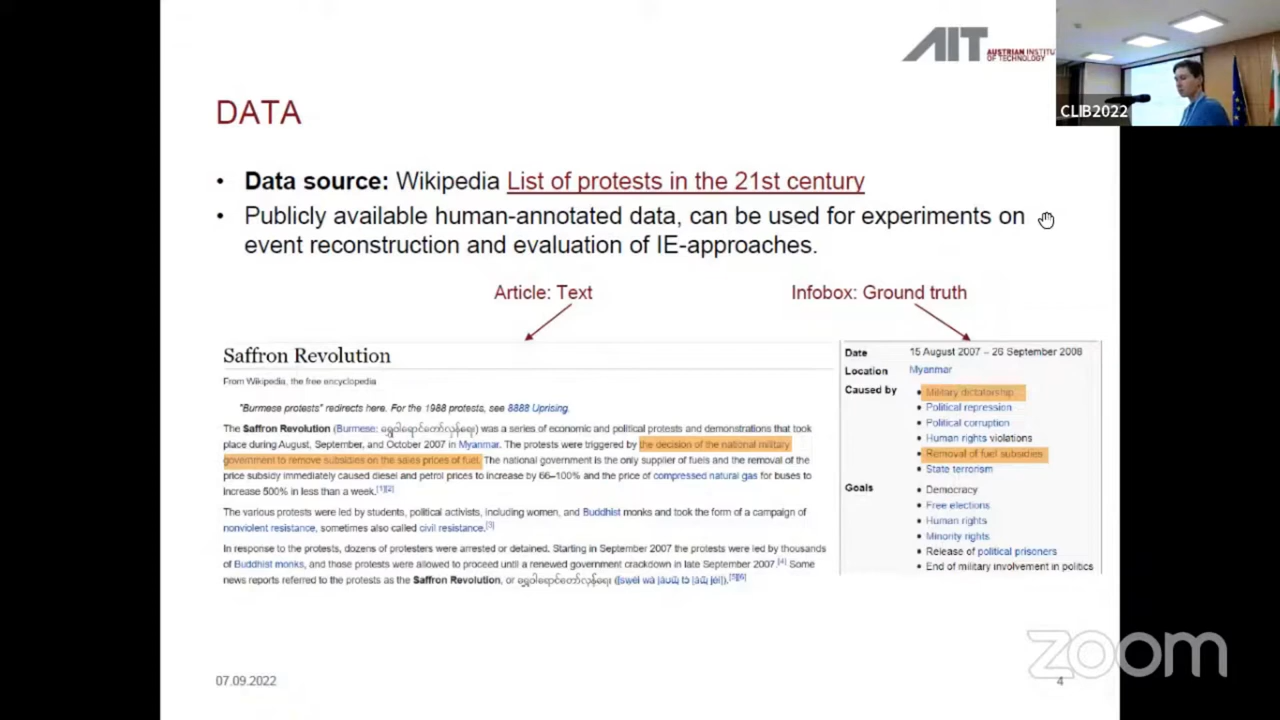 AIT AUSTRIAN INSTITU
OF TECHNOLOGY
CLIB2022
DATA
• Data source: Wikipedia List of protests in the 21st century
• Publicly available human-annotated data, can be used for experiments on
event reconstruction and evaluation of IE-approaches.
Article: Text
Infobox: Ground truth
Saffron Revolution
From Wikipedia, the free encyclopedia
"Burmese protests" redirects here. For the 1988 protests, see 8888 Uprising.
The Saffron Revolution (Burmese: ) was a series of economic and political protests and demonstrations that took
place during August, September, and October 2007 in Myanmar. The protests were triggered by the decision of the national military
government to remove subsidies on the sales prices of fuel. The national government is the only supplier of fuels and the removal of the
price subsidy immediately caused diesel and petrol prices to increase by 66–100% and the price of compressed natural gas for buses to
increase 500% in less than a week.[1][2]
The various protests were led by students, political activists, including women, and Buddhist monks and took the form of a campaign of
nonviolent resistance, sometimes also called civil resistance.[3]
In response to the protests, dozens of protesters were arrested or detained. Starting in September 2007 the protests were led by thousands
of Buddhist monks, and those protests were allowed to proceed until a renewed government crackdown in late September 2007.[4] Some
news reports referred to the protests as the Saffron Revolution, or
Date 15 August 2007 – 26 September 2008
Location Myanmar
Caused by • Military dictatorship
• Political repression
• Political corruption
• Human rights violations
• Removal of fuel subsidies
• State terrorism
Goals • Democracy
• Free elections
• Human rights
• Minority rights
• Release of political prisoners
• End of military involvement in politics
zoom
07.09.2022
4